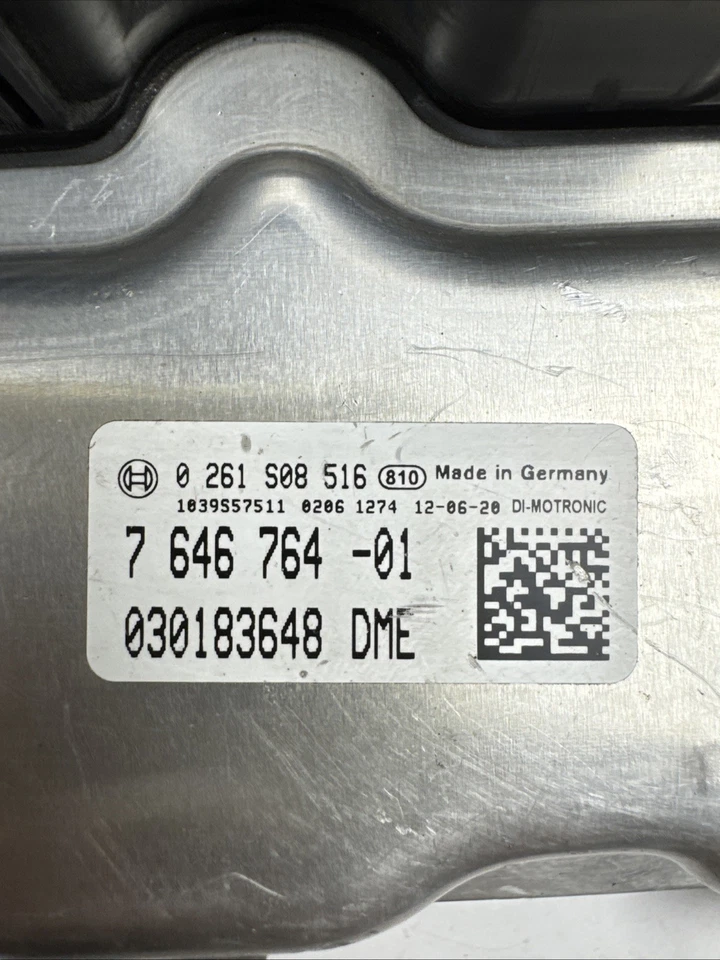 0 261 S08 516 810 Made in Germany
1039S57511 0206 1274 12-06-20 DI-MOTRONIC
7 646 764 -01
030183648 DME